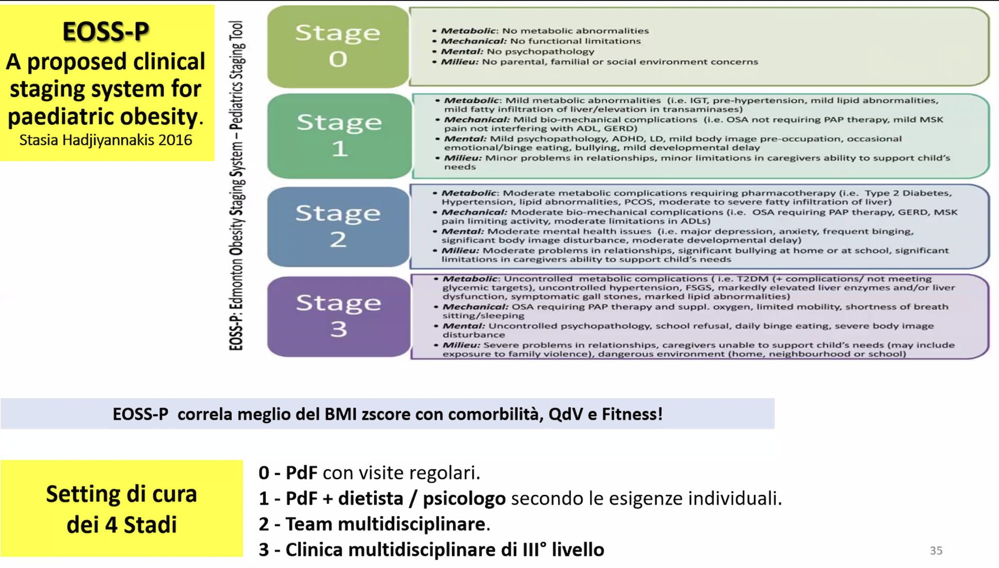 EOSS-P
A proposed clinical
staging system for
paediatric obesity.
Stasia Hadjiyannakis 2016
EOSS-P: Edmonton Obesity Staging System – Pediatrics Staging Tool
Stage
0
• Metabolic: No metabolic abnormalities
• Mechanical: No functional limitations
• Mental: No psychopathology
• Milieu: No parental, familial or social environment concerns
Stage
1
• Metabolic: Mild metabolic abnormalities (i.e. IGT, pre-hypertension, mild lipid abnormalities,
mild fatty infiltration of liver/elevation in transaminases)
• Mechanical: Mild bio-mechanical complications (i.e. OSA not requiring PAP therapy, mild MSK
pain not interfering with ADL, GERD)
• Mental: Mild psychopathology, ADHD, LD, mild body image pre-occupation, occasional
emotional/binge eating, bullying, mild developmental delay
• Milieu: Minor problems in relationships, minor limitations in caregivers ability to support child's
needs
Stage
2
• Metabolic: Moderate metabolic complications requiring pharmacotherapy (i.e. Type 2 Diabetes,
Hypertension, lipid abnormalities, PCOS, moderate to severe fatty infiltration of liver)
• Mechanical: Moderate bio-mechanical complications (i.e. OSA requiring PAP therapy, GERD, MSK
pain limiting activity, moderate limitations in ADLs)
• Mental: Moderate mental health issues (i.e. major depression, anxiety, frequent binging,
significant body image disturbance, moderate developmental delay)
• Milieu: Moderate problems in relationships, significant bullying at home or at school, significant
limitations in caregivers ability to support child's needs
Stage
3
• Metabolic: Uncontrolled metabolic complications ( i.e. T2DM (+ complications/ not meeting
glycemic targets), uncontrolled hypertension, FSGS, markedly elevated liver enzymes and/or liver
dysfunction, symptomatic gall stones, marked lipid abnormalities)
• Mechanical: OSA requiring PAP therapy and suppl. oxygen, limited mobility, shortness of breath
sitting/sleeping
• Mental: Uncontrolled psychopathology, school refusal, daily binge eating, severe body image
disturbance
• Milieu: Severe problems in relationships, caregivers unable to support child's needs (may include
exposure to family violence), dangerous environment (home, neighbourhood or school)
EOSS-P correla meglio del BMI zscore con comorbilità, QdV e Fitness!
Setting di cura
dei 4 Stadi
0 - PdF con visite regolari.
1 - PdF + dietista / psicologo secondo le esigenze individuali.
2 - Team multidisciplinare.
3 - Clinica multidisciplinare di III° livello
35